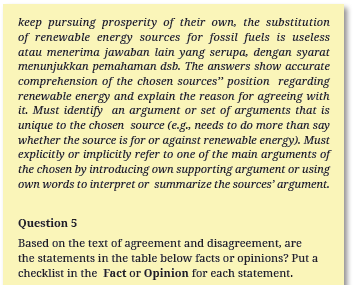 keep pursuing prosperity of their own, the substitution
of renewable energy sources for fossil fuels is useless
atau menerima jawaban lain yang serupa, dengan syarat
menunjukkan pemahaman dsb. The answers show accurate
comprehension of the chosen sources’’ position regarding
renewable energy and explain the reason for agreeing with
it. Must identify an argument or set of arguments that is
unique to the chosen source (e.g., needs to do more than say
whether the source is for or against renewable energy). Must
explicitly or implicitly refer to one of the main arguments of
the chosen by introducing own supporting argument or using
own words to interpret or summarize the sources’ argument.
Question 5
Based on the text of agreement and disagreement, are
the statements in the table below facts or opinions? Put a
checklist in the Fact or Opinion for each statement.